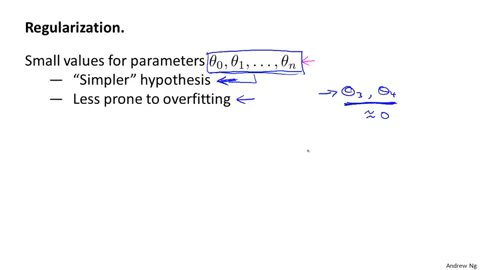 Regularization.
Small values for parameters θ₀, θ₁, . . . , θₙ
— “Simpler” hypothesis
— Less prone to overfitting
→ θ₃, θ₄
≈ 0
Andrew Ng